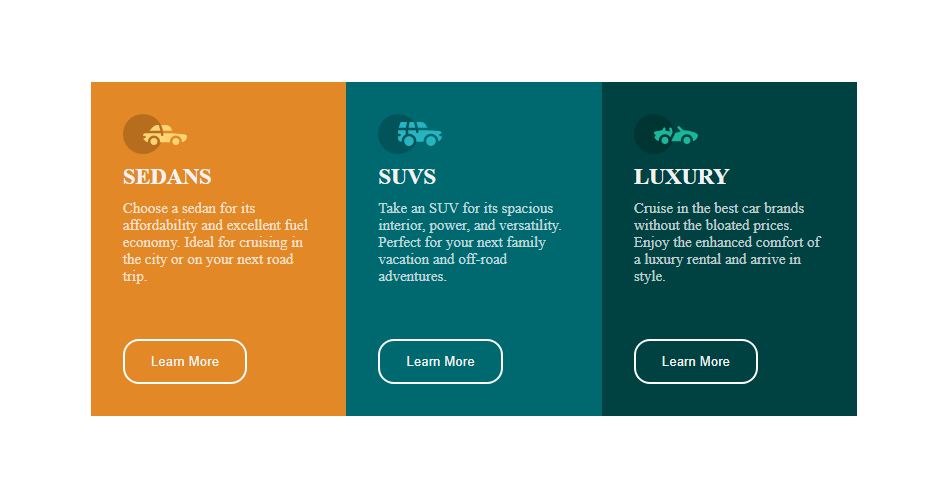 SEDANS
Choose a sedan for its
affordability and excellent fuel
economy. Ideal for cruising in
the city or on your next road
trip.
Learn More
SUVS
Take an SUV for its spacious
interior, power, and versatility.
Perfect for your next family
vacation and off-road
adventures.
Learn More
LUXURY
Cruise in the best car brands
without the bloated prices.
Enjoy the enhanced comfort of
a luxury rental and arrive in
style.
Learn More